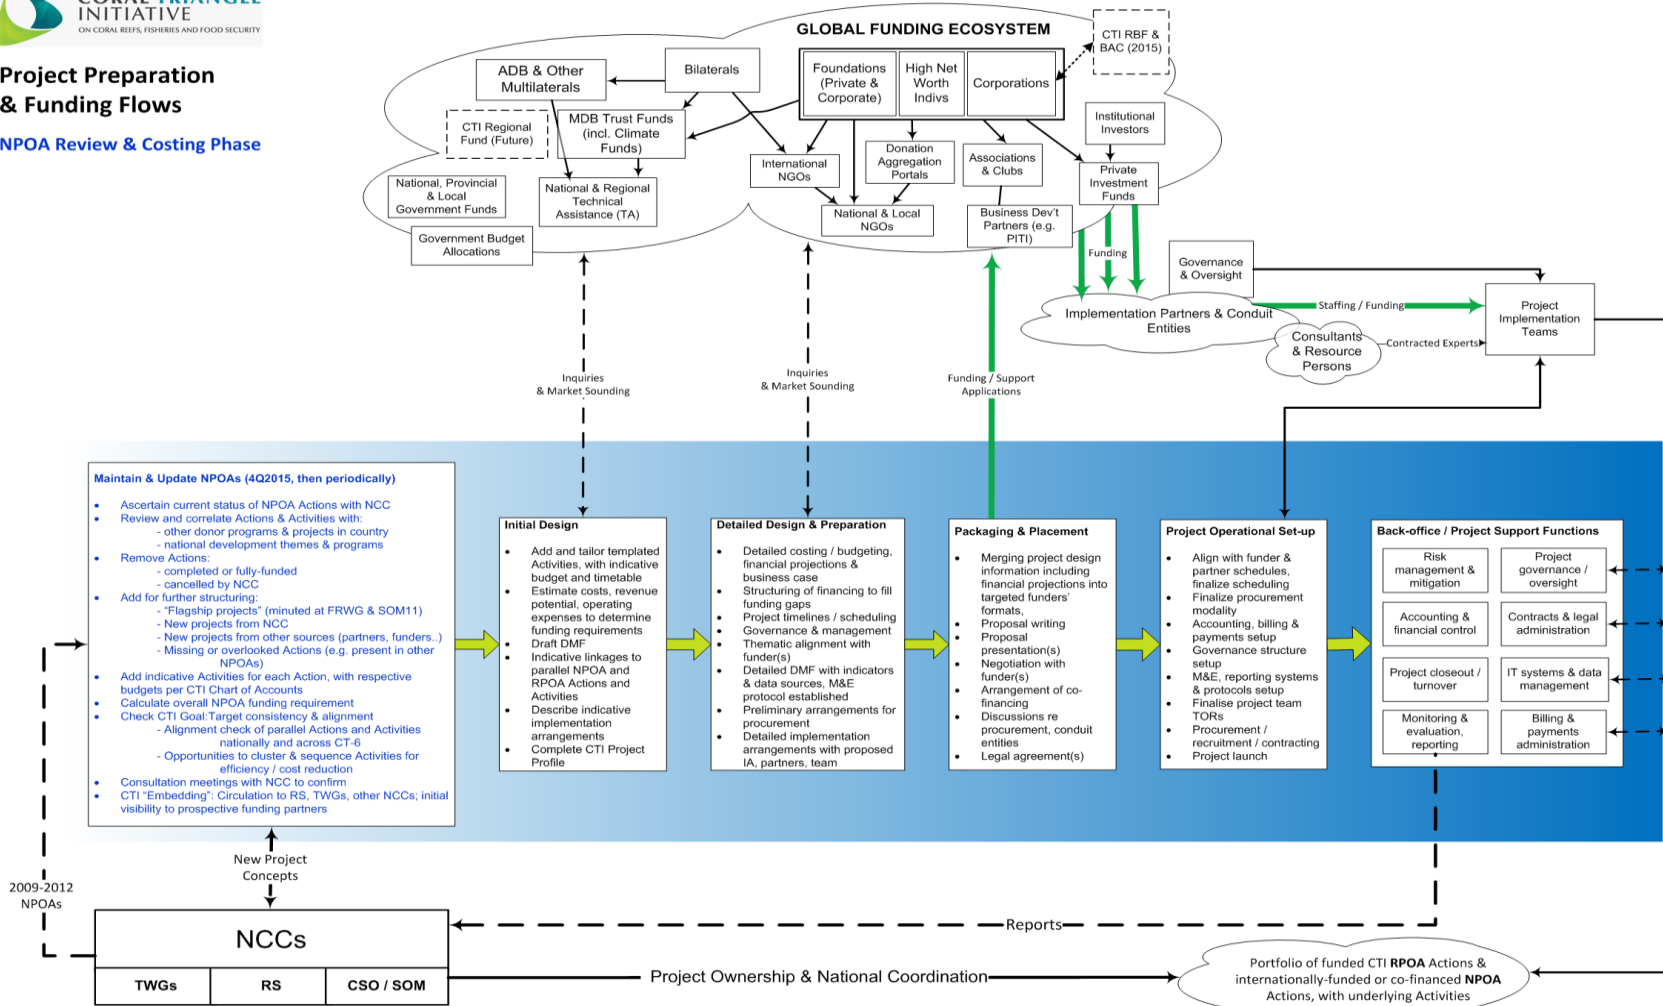 CORAL TRIANGLE
INITIATIVE
ON CORAL REEFS, FISHERIES AND FOOD SECURITY
Project Preparation
& Funding Flows
NPOA Review & Costing Phase
GLOBAL FUNDING ECOSYSTEM
CTI RBF &
BAC (2015)
ADB & Other
Multilaterals
Bilaterals
Foundations
(Private &
Corporate)
High Net
Worth
Indivs
Corporations
CTI Regional
Fund (Future)
MDB Trust Funds
(incl. Climate
Funds)
Institutional
Investors
International
NGOs
Donation
Aggregation
Portals
Associations
& Clubs
Private
Investment
Funds
National, Provincial
& Local
Government Funds
National & Regional
Technical
Assistance (TA)
National & Local
NGOs
Business Dev't
Partners (e.g.
PITI)
Government Budget
Allocations
Funding
Governance
& Oversight
Implementation Partners & Conduit
Entities
Staffing / Funding
Project
Implementation
Teams
Consultants
& Resource
Persons
Contracted Experts
Inquiries
& Market Sounding
Inquiries
& Market Sounding
Funding / Support
Applications
Maintain & Update NPOAs (4Q2015, then periodically)
• Ascertain current status of NPOA Actions with NCC
• Review and correlate Actions & Activities with:
- other donor programs & projects in country
- national development themes & programs
• Remove Actions:
- completed or fully-funded
- cancelled by NCC
• Add for further structuring:
- "Flagship projects" (minuted at FRWG & SOM11)
- New projects from NCC
- New projects from other sources (partners, funders..)
- Missing or overlooked Actions (e.g. present in other
NPOAs)
• Add indicative Activities for each Action, with respective
budgets per CTI Chart of Accounts
• Calculate overall NPOA funding requirement
• Check CTI Goal:Target consistency & alignment
- Alignment check of parallel Actions and Activities
nationally and across CT-6
- Opportunities to cluster & sequence Activities for
efficiency / cost reduction
• Consultation meetings with NCC to confirm
• CTI "Embedding": Circulation to RS, TWGs, other NCCs; initial
visibility to prospective funding partners
Initial Design
• Add and tailor templated
Activities, with indicative
budget and timetable
• Estimate costs, revenue
potential, operating
expenses to determine
funding requirements
• Draft DMF
• Indicative linkages to
parallel NPOA and
RPOA Actions and
Activities
• Describe indicative
implementation
arrangements
• Complete CTI Project
Profile
Detailed Design & Preparation
• Detailed costing / budgeting,
financial projections &
business case
• Structuring of financing to fill
funding gaps
• Project timelines / scheduling
• Governance & management
• Thematic alignment with
funder(s)
• Detailed DMF with indicators
& data sources, M&E
protocol established
• Preliminary arrangements for
procurement
• Detailed implementation
arrangements with proposed
IA, partners, team
Packaging & Placement
• Merging project design
information including
financial projections into
targeted funders'
formats,
• Proposal writing
• Proposal
presentation(s)
• Negotiation with
funder(s)
• Arrangement of co-
financing
• Discussions re
procurement, conduit
entities
• Legal agreement(s)
Project Operational Set-up
• Align with funder &
partner schedules,
finalize scheduling
• Finalize procurement
modality
• Accounting, billing &
payments setup
• Governance structure
setup
• M&E, reporting systems
& protocols setup
• Finalise project team
TORs
• Procurement /
recruitment / contracting
• Project launch
Back-office / Project Support Functions
Risk
management &
mitigation
Project
governance /
oversight
Accounting &
financial control
Contracts & legal
administration
Project closeout /
turnover
IT systems & data
management
Monitoring &
evaluation,
reporting
Billing &
payments
administration
New Project
Concepts
2009-2012
NPOAs
NCCs
TWGs
RS
CSO / SOM
Reports
Project Ownership & National Coordination
Portfolio of funded CTI RPOA Actions &
internationally-funded or co-financed NPOA
Actions, with underlying Activities